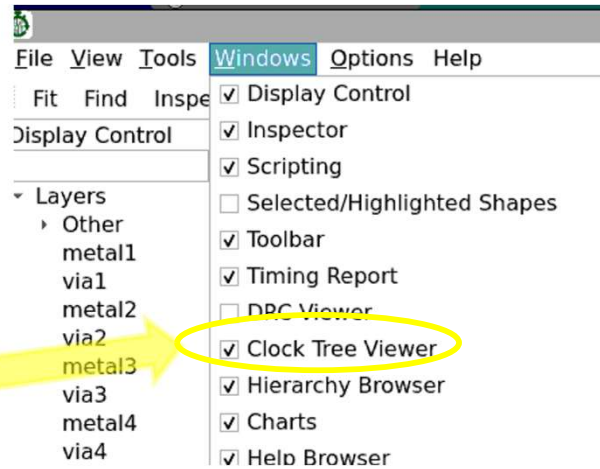 File View Tools Windows Options Help
Fit Find Inspe
Display Control
Layers
Other
metal1
via1
metal2
via2
metal3
via3
metal4
via4
Display Control
Inspector
Scripting
Selected/Highlighted Shapes
Toolbar
Timing Report
DRC Viewer
Clock Tree Viewer
Hierarchy Browser
Charts
Help Browser